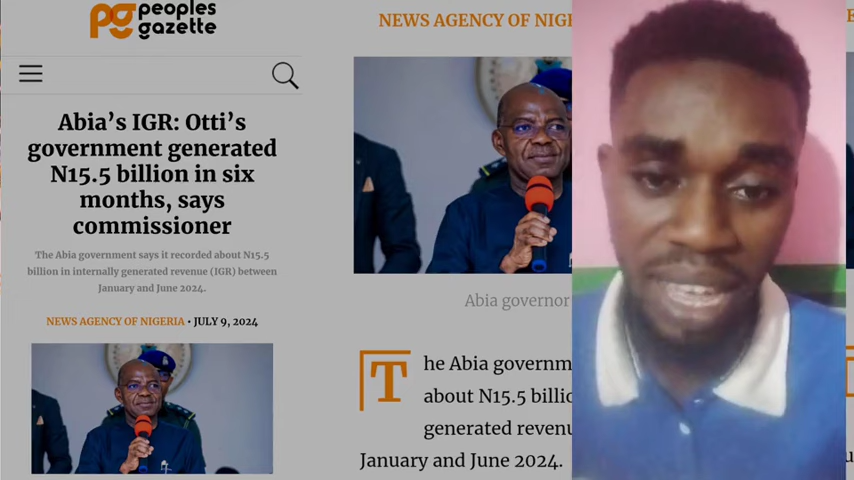 peoples
gazette
Abia's IGR: Otti's
government generated
N15.5 billion in six
months, says
commissioner
The Abia government says it recorded about N15.5
billion in internally generated revenue (IGR) between
January and June 2024.
NEWS AGENCY OF NIGERIA • JULY 9, 2024
NEWS AGENCY OF NIGE
Abia governor
The Abia governm
about N15.5 billio
generated revenu
January and June 2024.